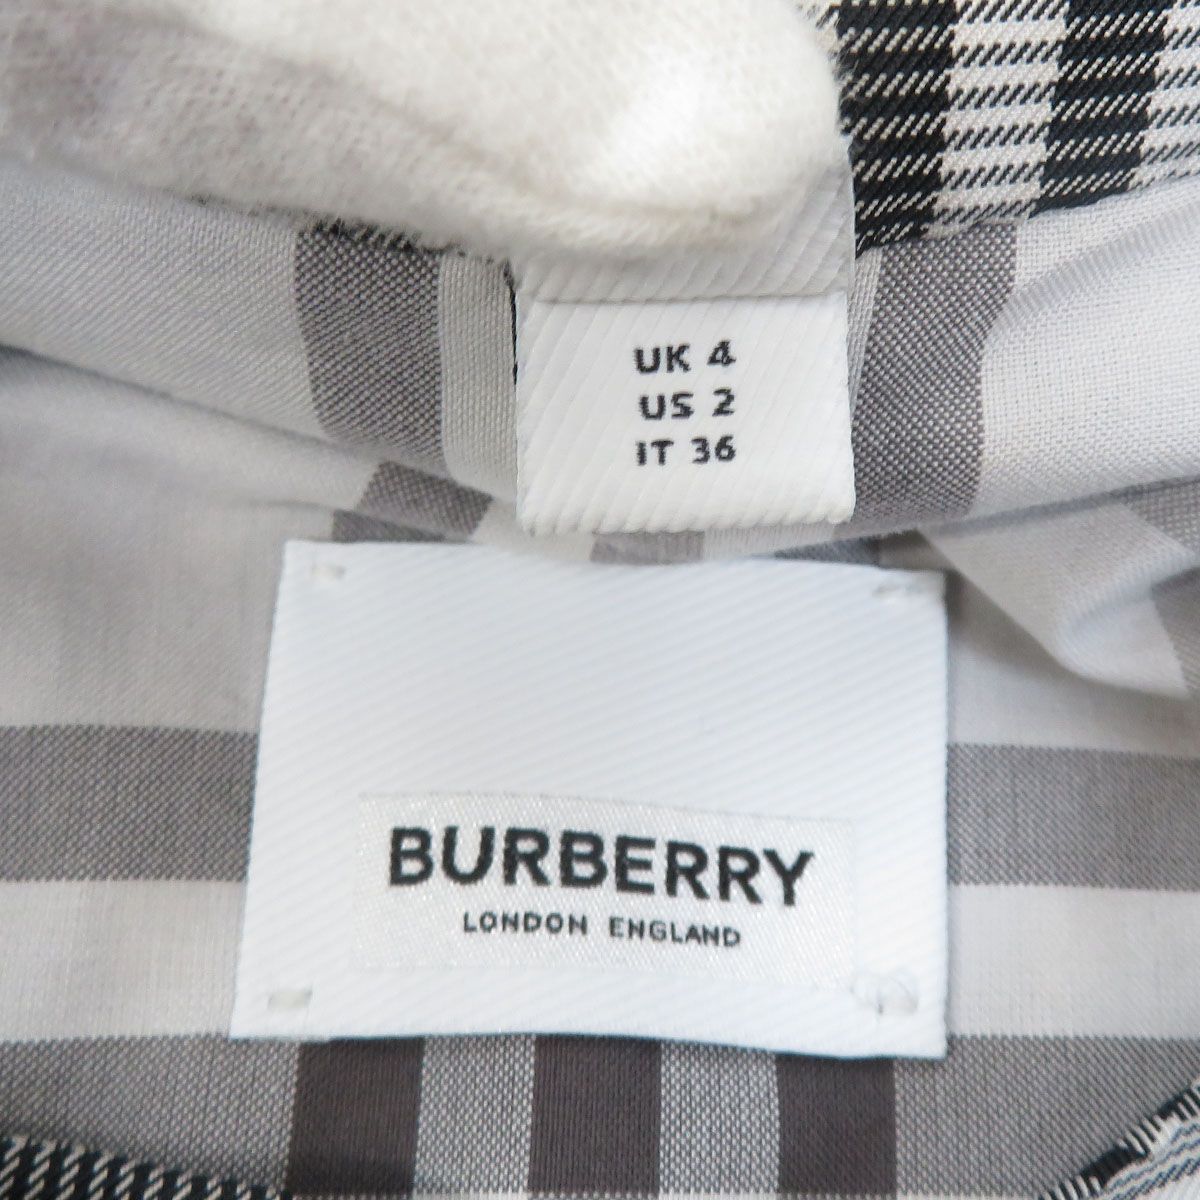 UK 4
US 2
IT 36
BURBERRY
LONDON ENGLAND